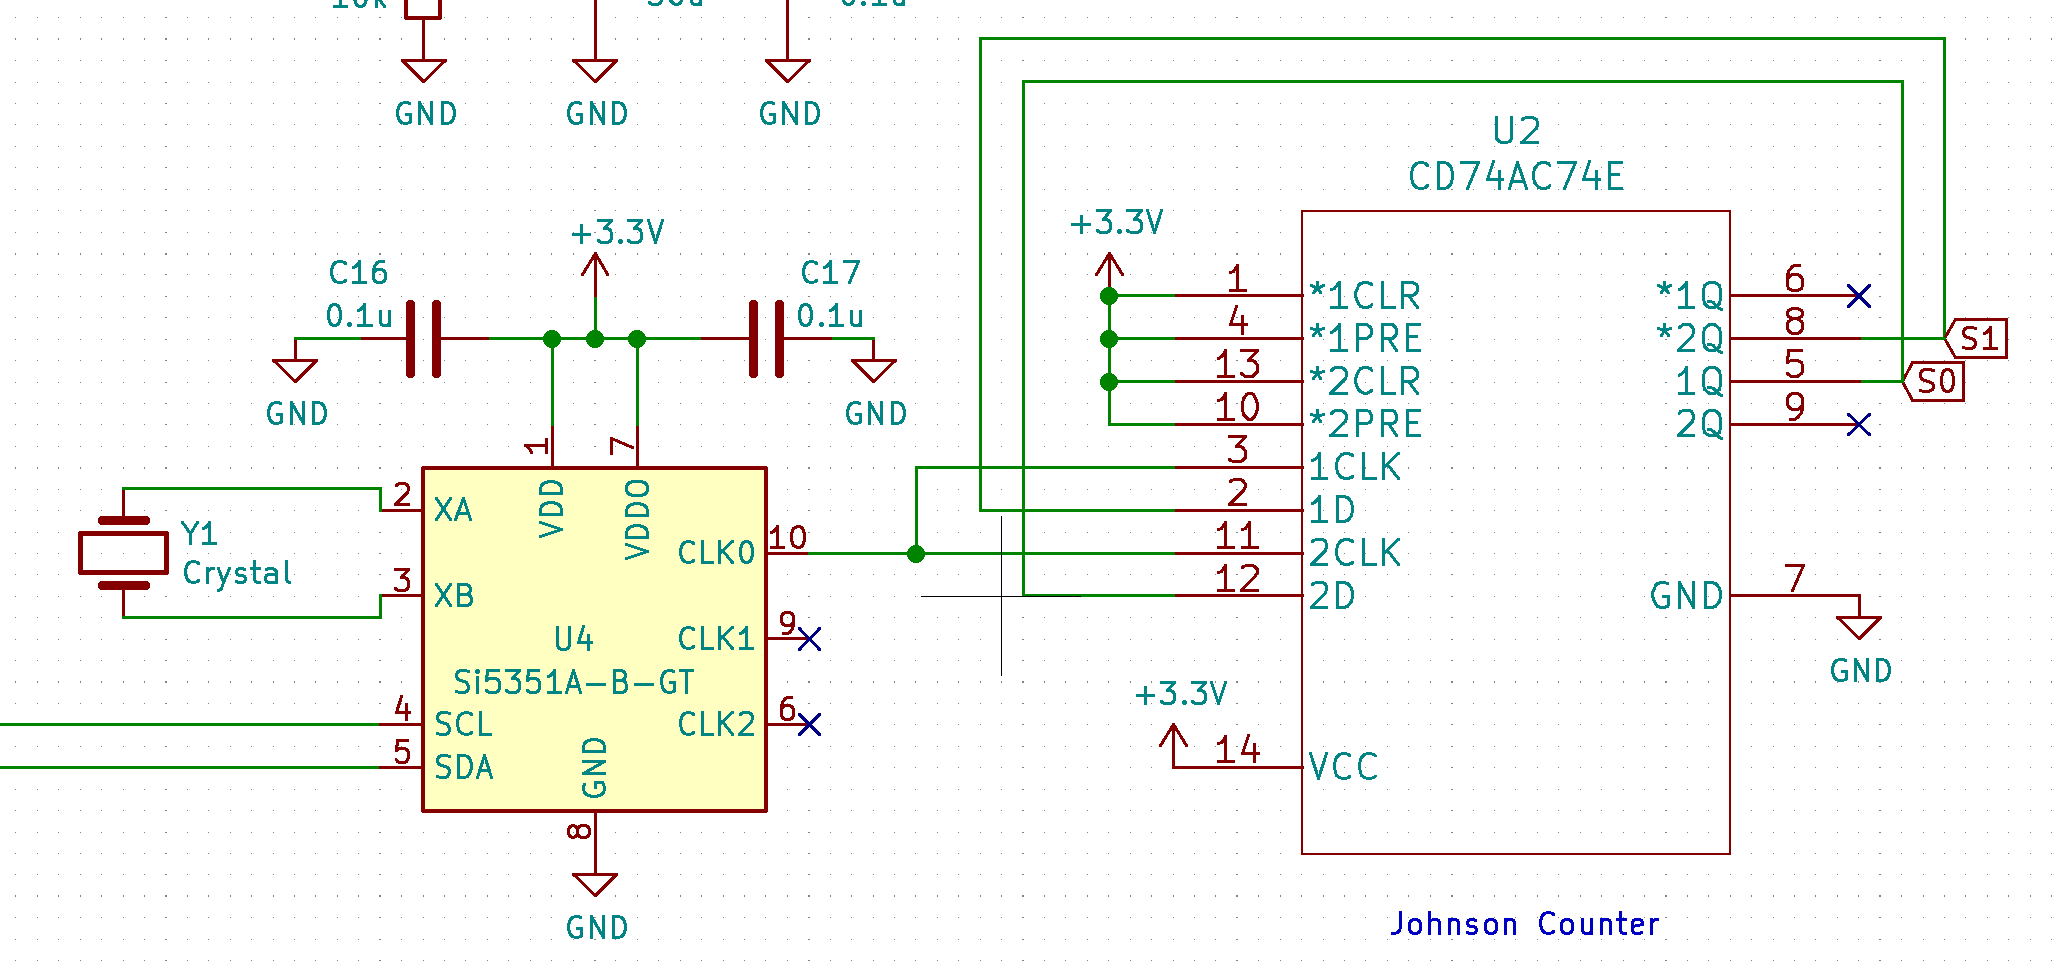 GND
GND
GND
U2
CD74AC74E
+3.3V
+3.3V
C16
0.1u
C17
0.1u
GND
GND
1
7
VDD
VDDO
2
XA
3
XB
Y1
Crystal
U4
Si5351A-B-GT
4
SCL
5
SDA
CLK0
10
CLK1
9
CLK2
6
GND
8
GND
1
*1CLR
4
*1PRE
13
*2CLR
10
*2PRE
3
1CLK
2
1D
11
2CLK
12
2D
+3.3V
14
VCC
*1Q
6
*2Q
8
S1
1Q
5
S0
2Q
9
GND
7
GND
Johnson Counter